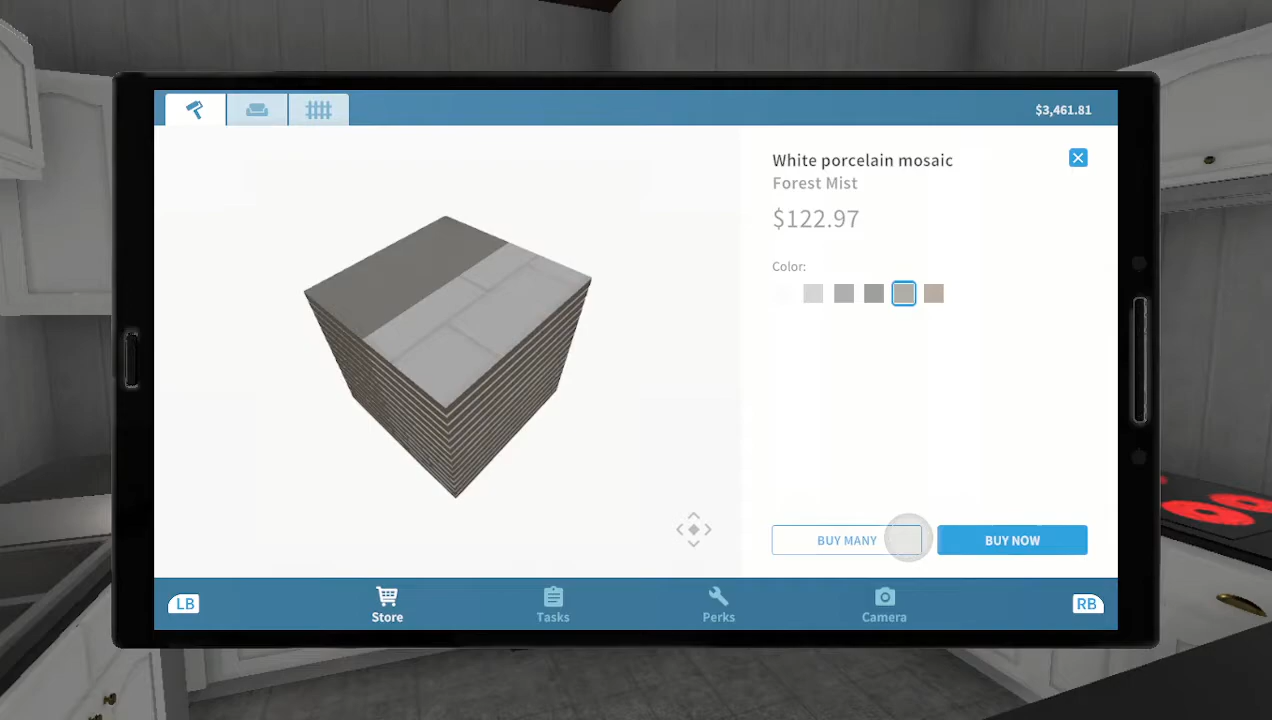 $3,461.81
White porcelain mosaic
Forest Mist
$122.97
Color:
BUY MANY
BUY NOW
LB
Store
Tasks
Perks
Camera
RB